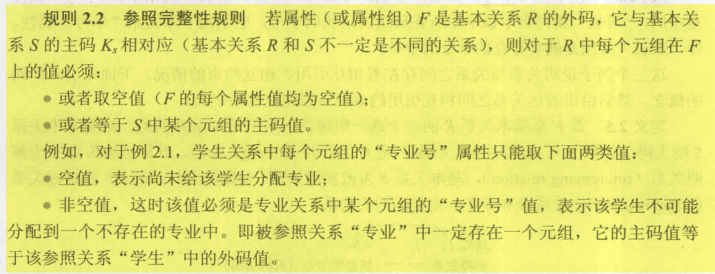 规则 2.2 参照完整性规则 若属性（或属性组）F 是基本关系 R 的外码，它与基本关
系 S 的主码 Ks 相对应（基本关系 R 和 S 不一定是不同的关系），则对于 R 中每个元组在 F
上的值必须：
● 或者取空值（F 的每个属性值均为空值）；
● 或者等于 S 中某个元组的主码值。
例如，对于例 2.1，学生关系中每个元组的“专业号”属性只能取下面两类值：
● 空值，表示尚未给该学生分配专业；
● 非空值，这时该值必须是专业关系中某个元组的“专业号”值，表示该学生不可能
分配到一个不存在的专业中。即被参照关系“专业”中一定存在一个元组，它的主码值等
于该参照关系“学生”中的外码值。